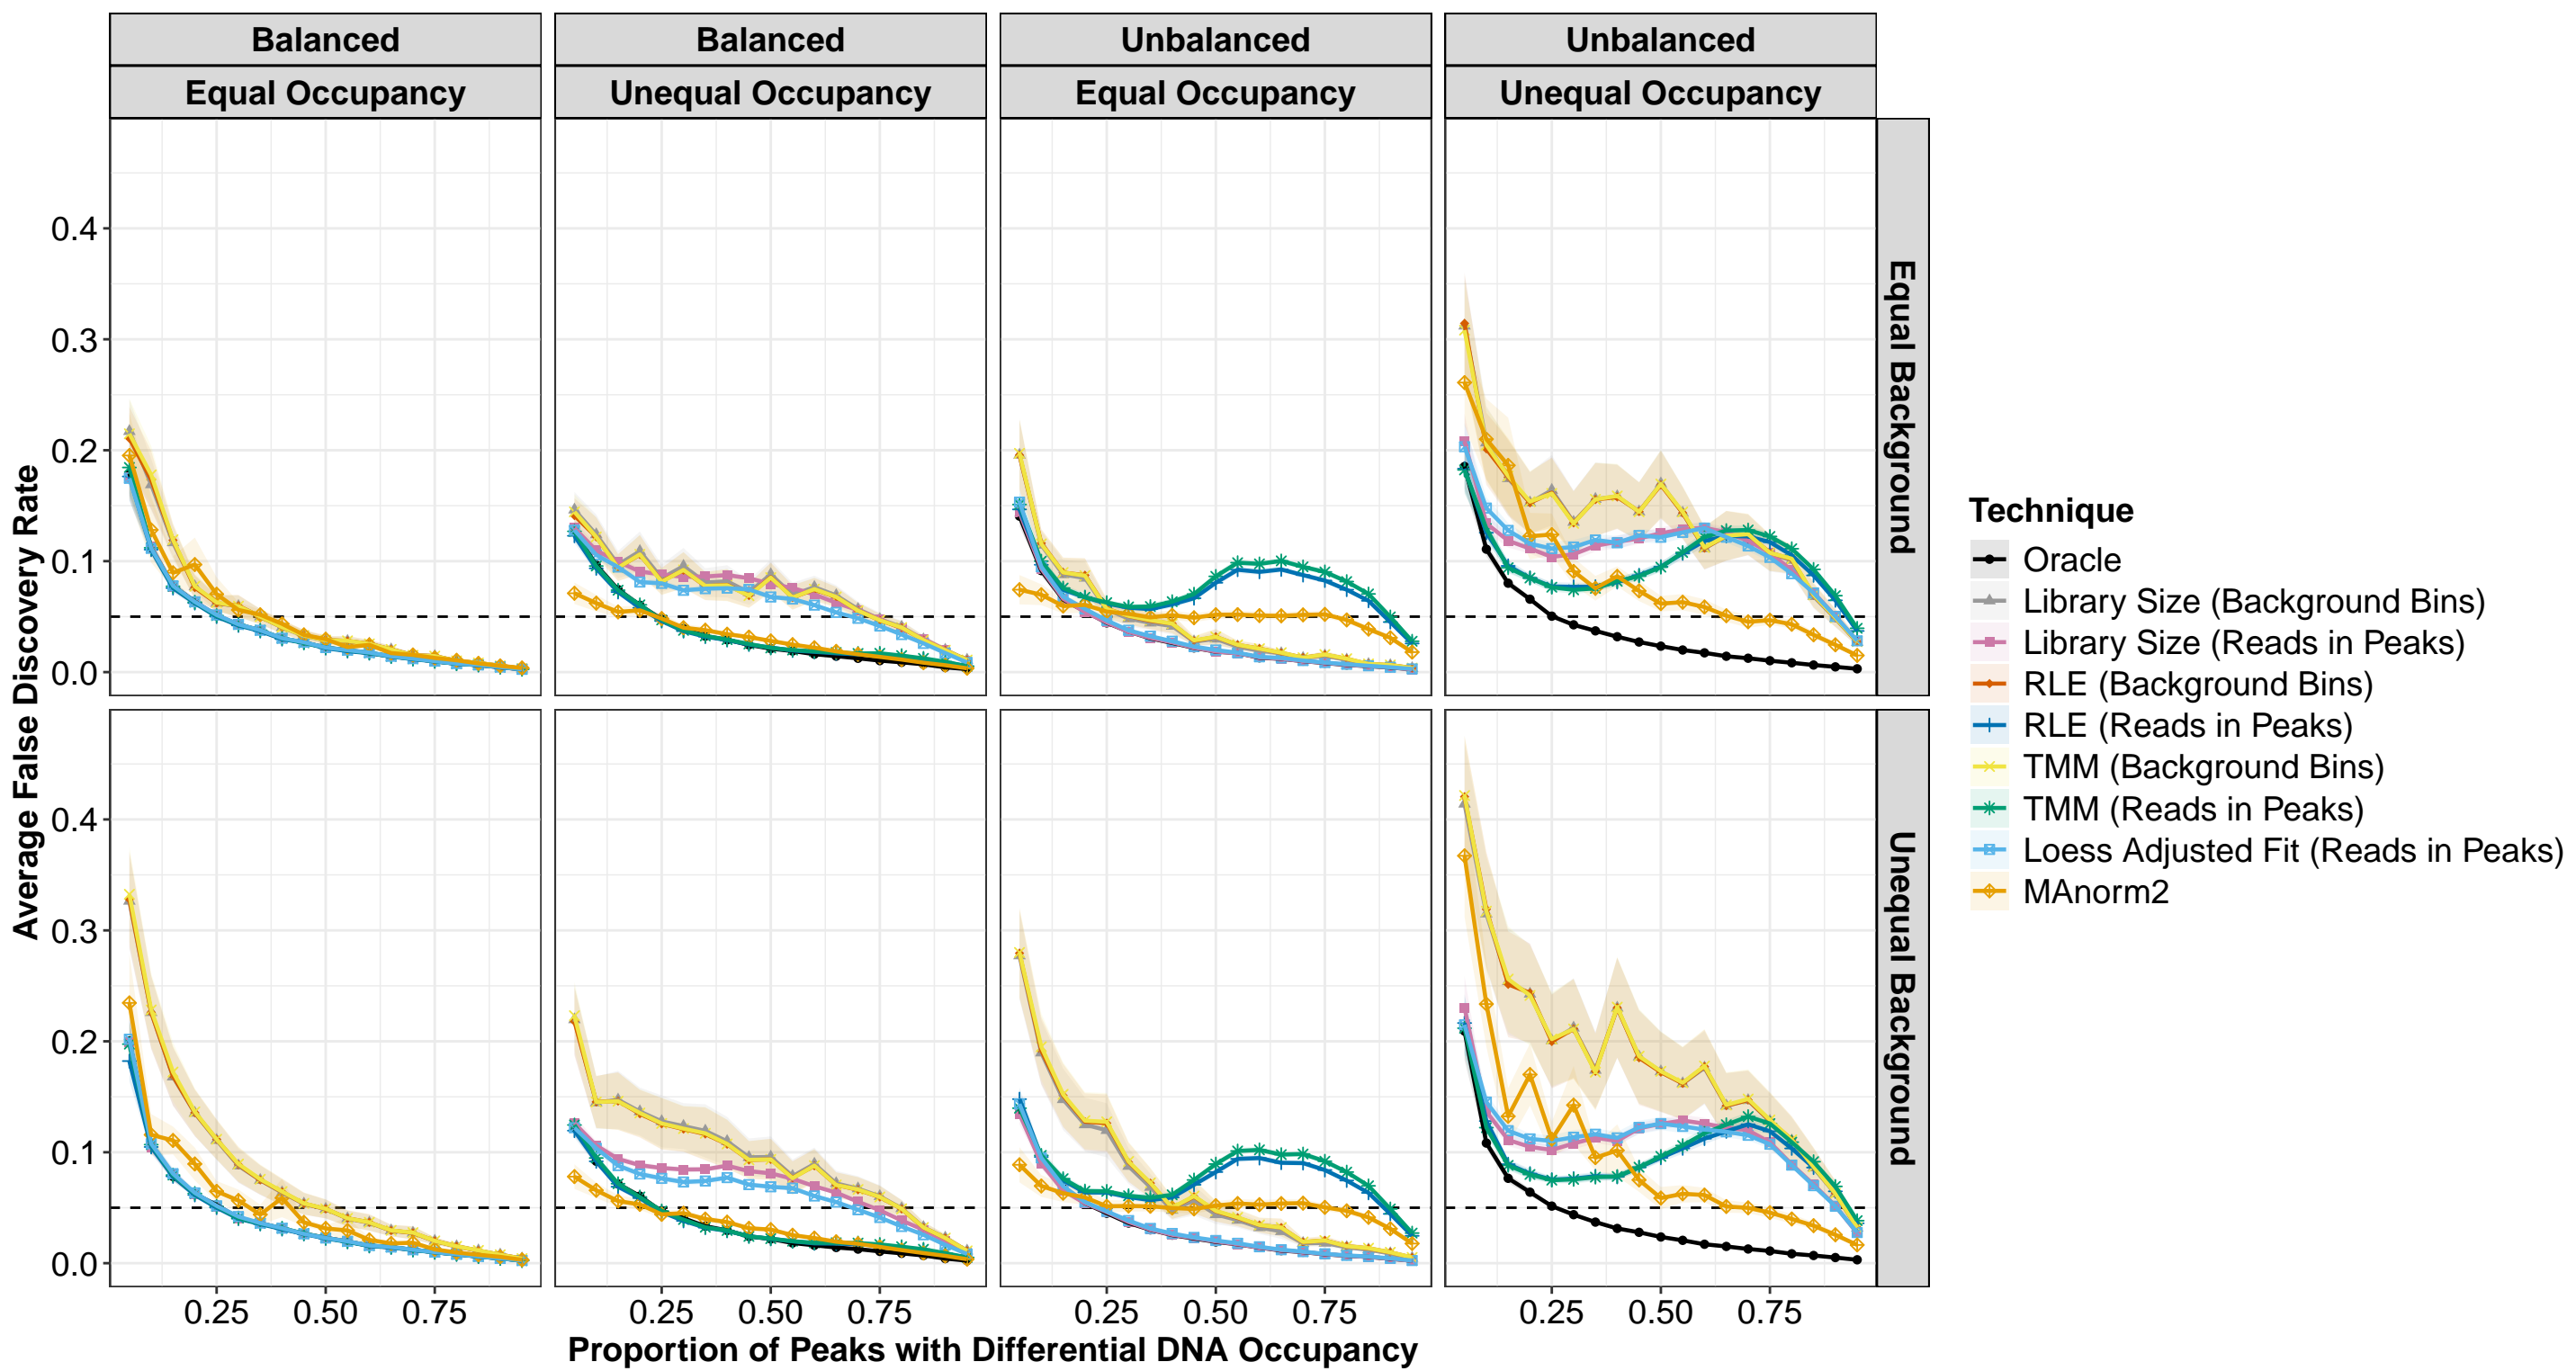 Balanced
Balanced
Unbalanced
Unbalanced
Equal Occupancy
Unequal Occupancy
Equal Occupancy
Unequal Occupancy
Average False Discovery Rate
0.4
0.3
0.2
0.1
0.0
Equal Background
0.4
0.3
0.2
0.1
0.0
Unequal Background
0.25 0.50 0.75
0.25 0.50 0.75
0.25 0.50 0.75
0.25 0.50 0.75
Proportion of Peaks with Differential DNA Occupancy
Technique
Oracle
Library Size (Background Bins)
Library Size (Reads in Peaks)
RLE (Background Bins)
RLE (Reads in Peaks)
TMM (Background Bins)
TMM (Reads in Peaks)
Loess Adjusted Fit (Reads in Peaks)
MAnorm2